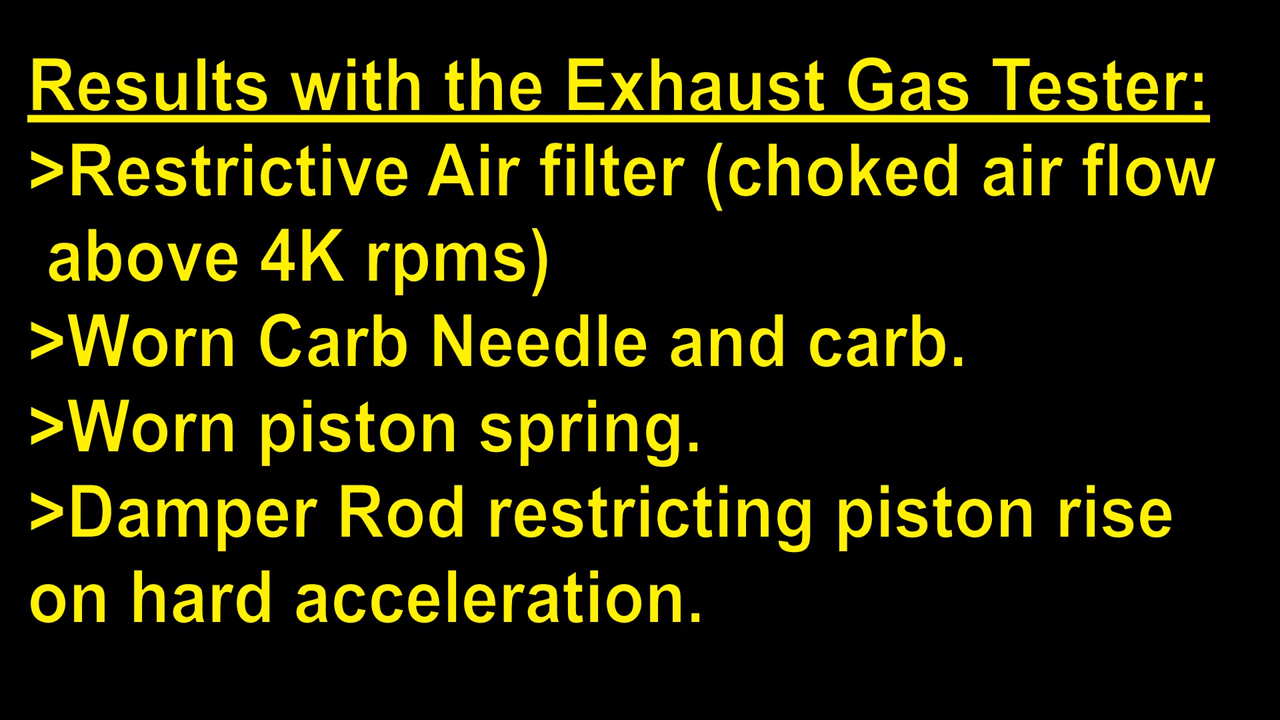 Results with the Exhaust Gas Tester:
>Restrictive Air filter (choked air flow
above 4K rpms)
>Worn Carb Needle and carb.
>Worn piston spring.
>Damper Rod restricting piston rise
on hard acceleration.